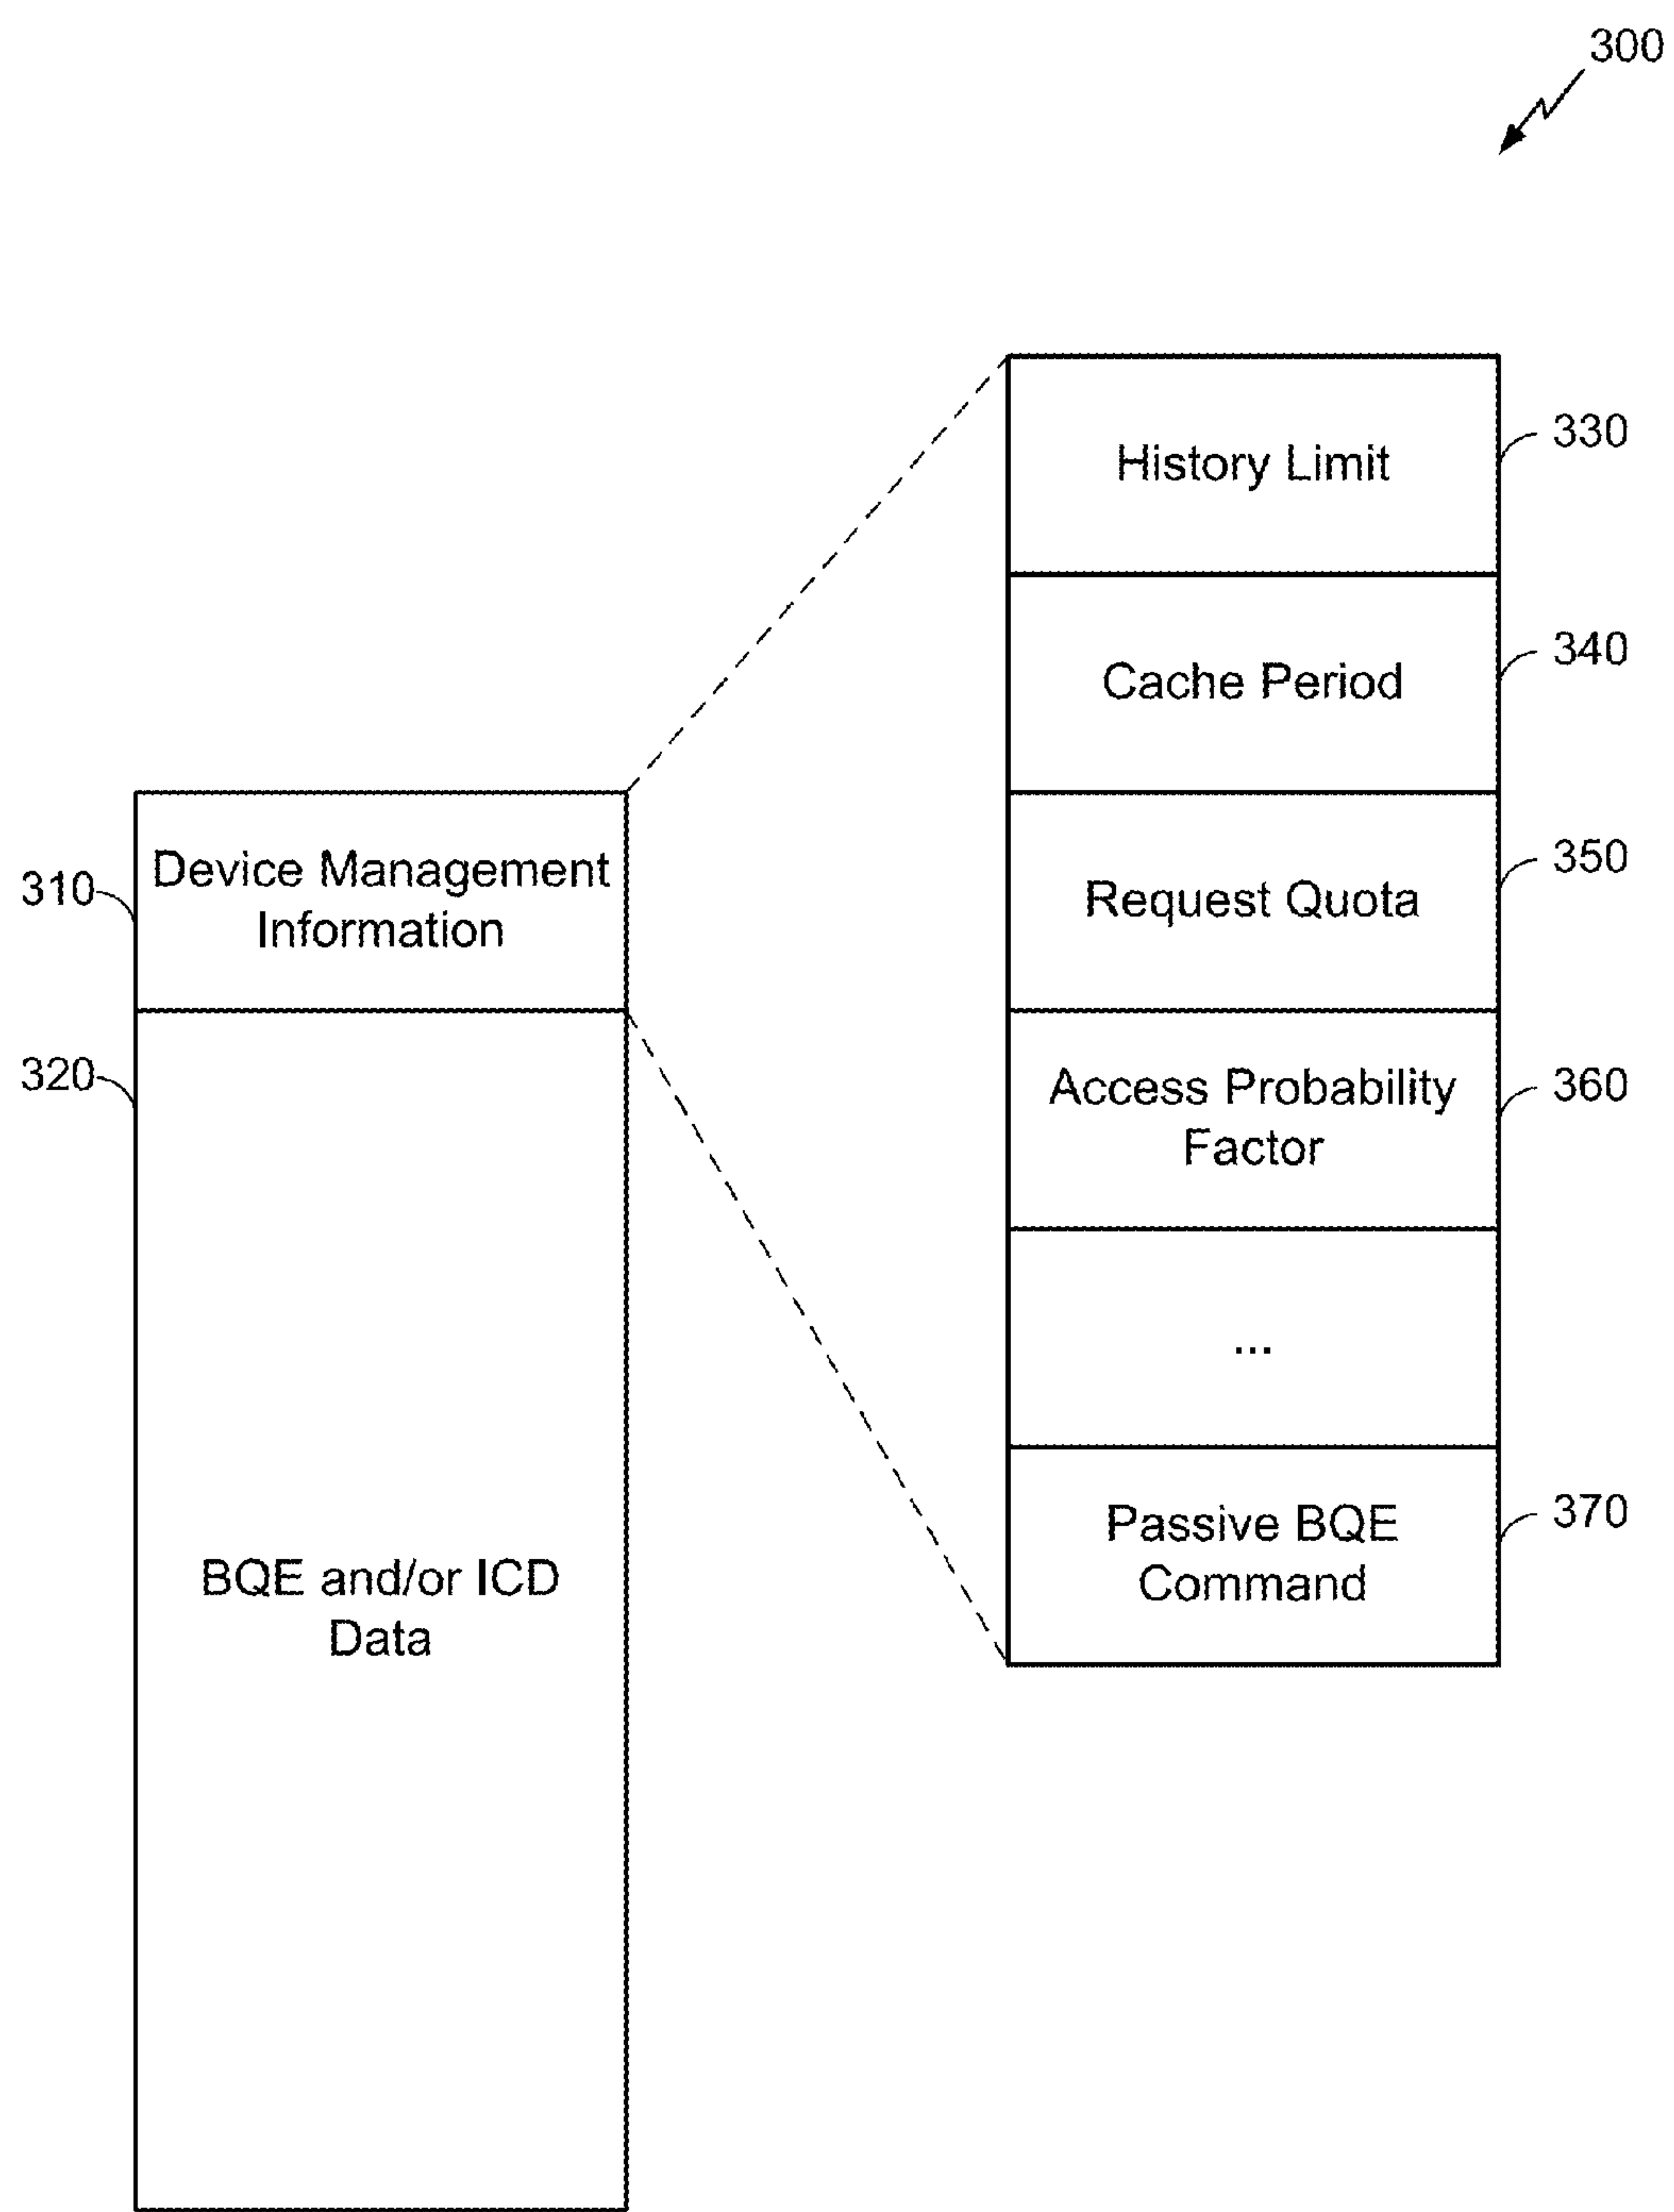 300
History Limit
330
Cache Period
340
Device Management
Information
310
Request Quota
350
320
Access Probability
Factor
360
...
BQE and/or ICD
Data
Passive BQE
Command
370